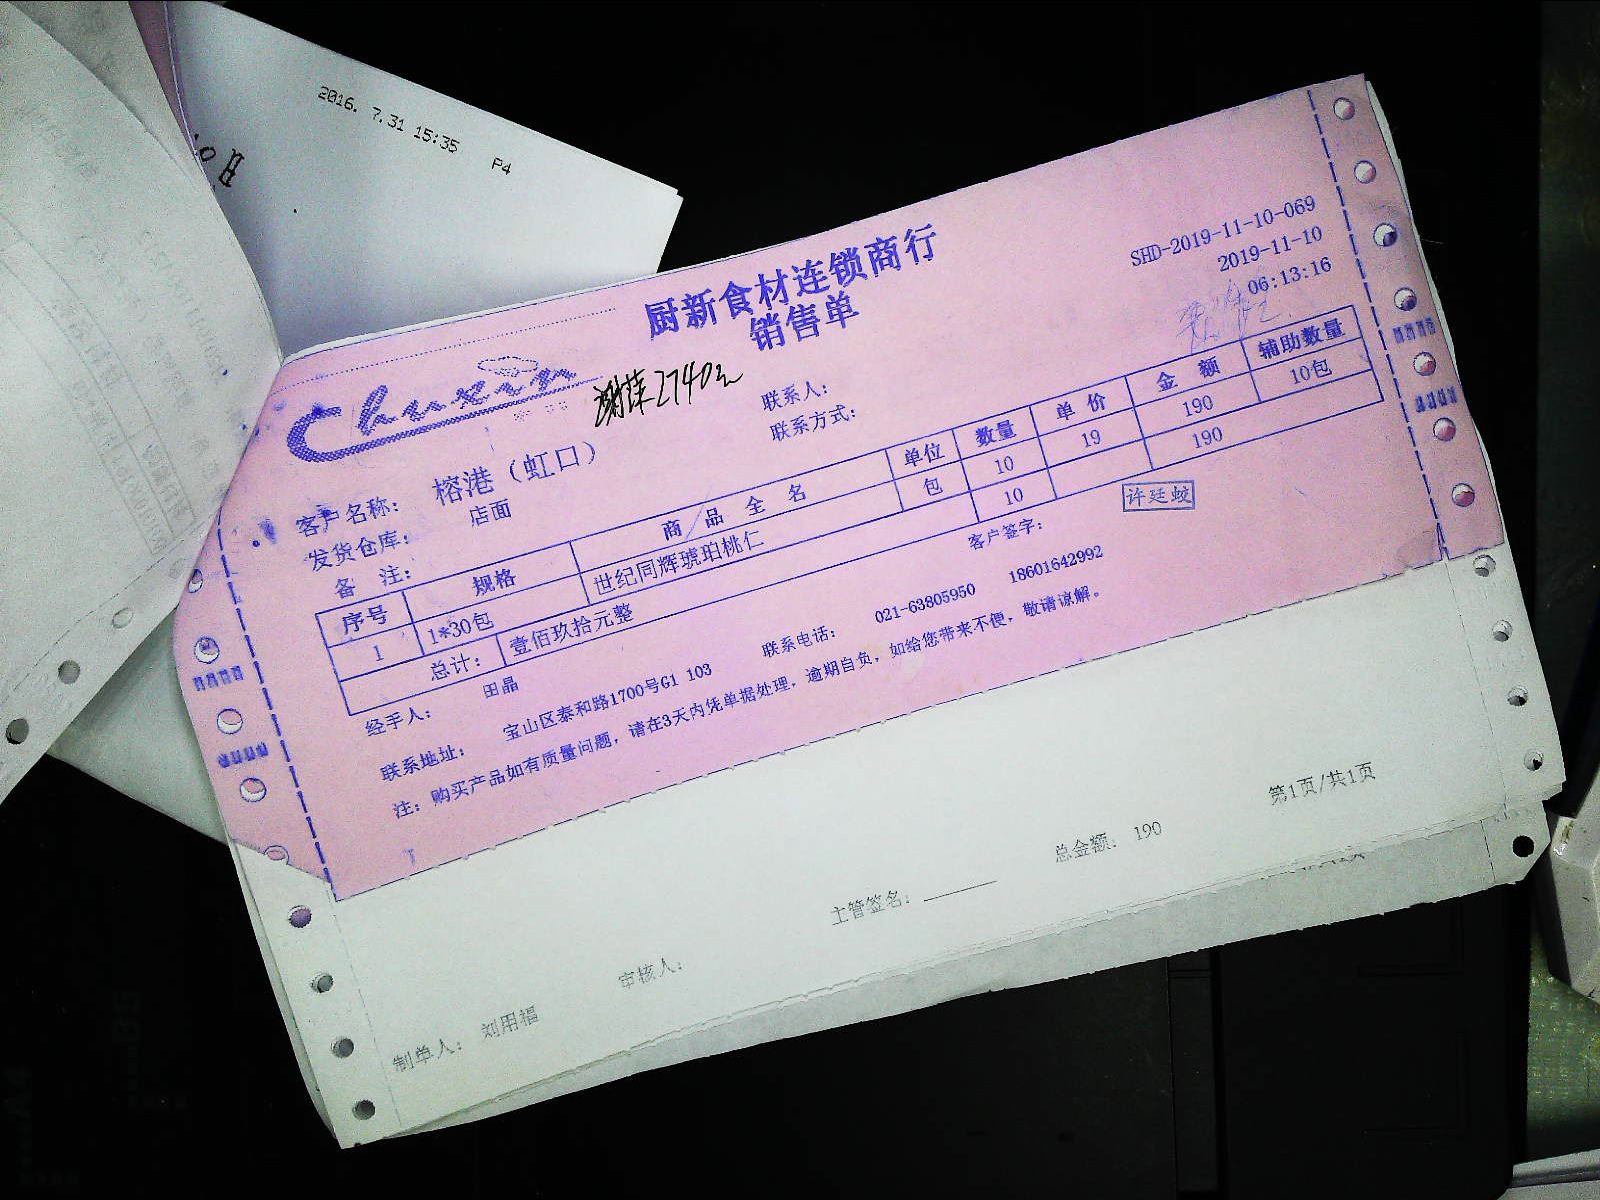 2016. 7.31 15:35 P4
厨新食材连锁商行
销售单
SHD-2019-11-10-069
2019-11-10
06:13:16
Chuxin
2740元
客户名称： 榕港（虹口）
联系人：
发货仓库： 店面
联系方式：
备 注：
序号 规格 商 品 全 名 单位 数量 单 价 金 额 辅助数量
1 1*30包 世纪同辉琥珀桃仁 包 10 19 190 10包
总计： 壹佰玖拾元整 10 190
经手人： 田晶
客户签字：
许廷蛟
联系地址： 宝山区泰和路1700号G1 103 联系电话： 021-63805950 18601642992
注：购买产品如有质量问题，请在3天内凭单据处理，逾期自负，如给您带来不便，敬请谅解。
第1页/共1页
总金额： 190
主管签名：
审核人：
制单人： 刘用福